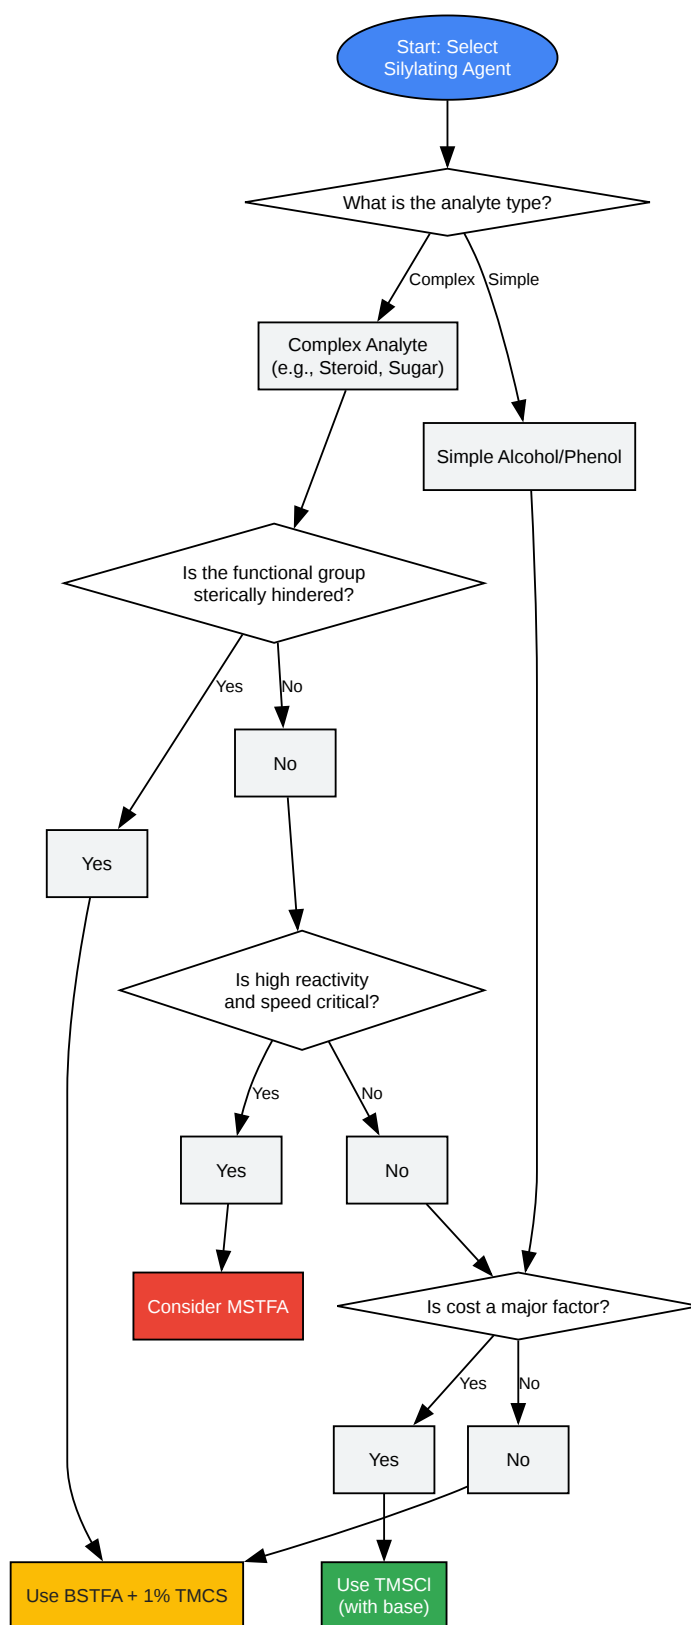 Start: Select
Silylating Agent
What is the analyte type?
Complex
Simple
Complex Analyte
(e.g., Steroid, Sugar)
Simple Alcohol/Phenol
Is the functional group
sterically hindered?
Yes
No
No
Yes
Is high reactivity
and speed critical?
Yes
No
Yes
No
Consider MSTFA
Is cost a major factor?
Yes
No
Yes
No
Use BSTFA + 1% TMCS
Use TMSCl
(with base)